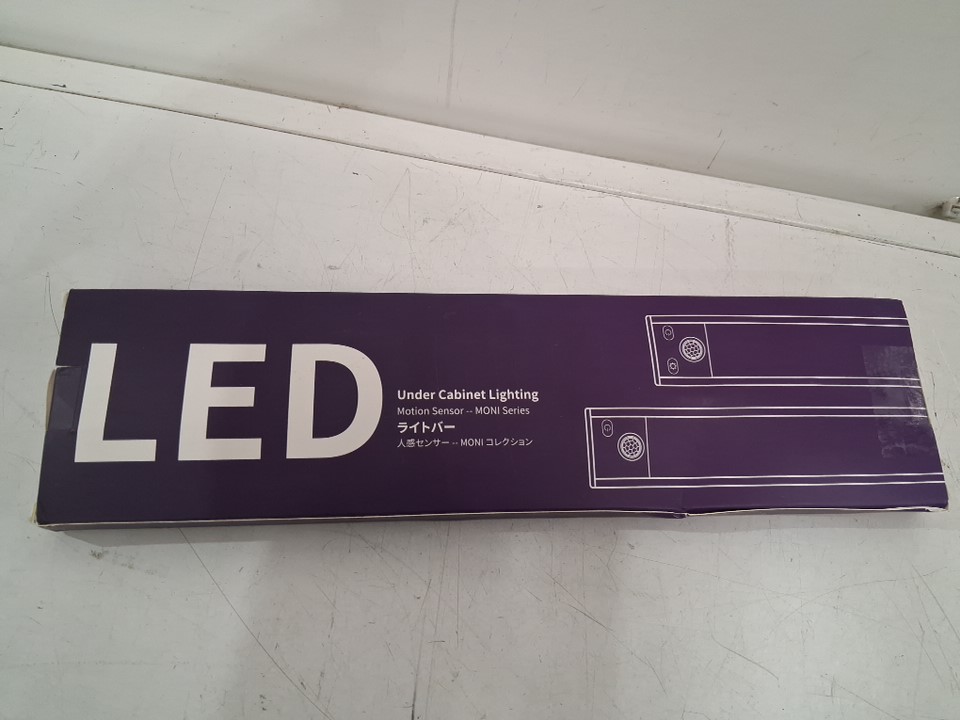 LED
Under Cabinet Lighting
Motion Sensor -- MONI Series
ライトバー
人感センサー -- MONI コレクション